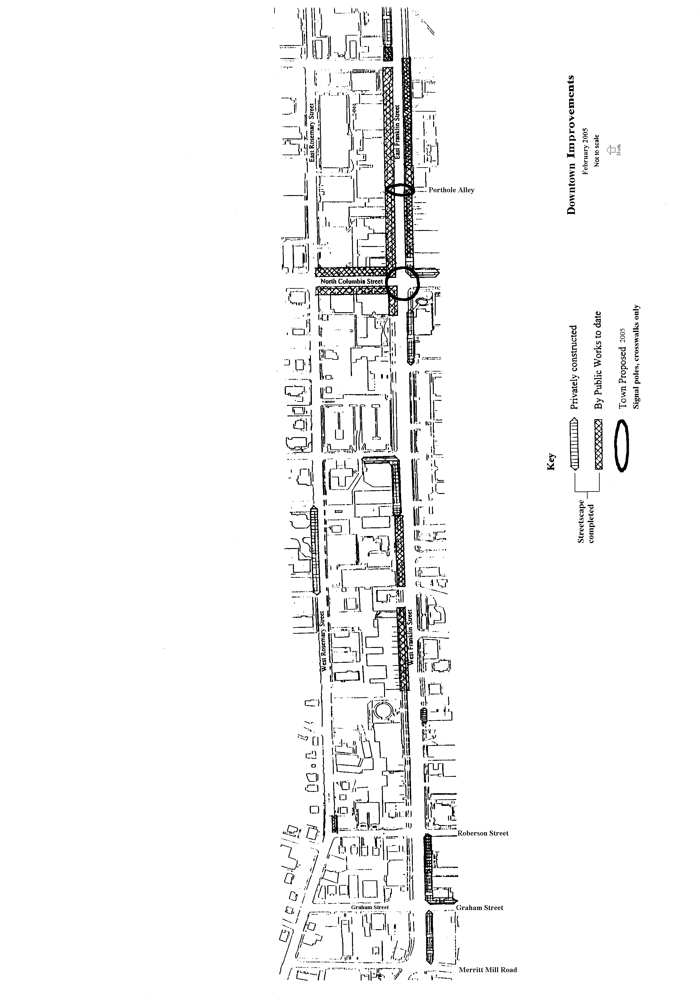 Downtown Improvements
February 2005
Not to scale
North
East Rosemary Street
East Franklin Street
Porthole Alley
North Columbia Street
Key
Privately constructed
By Public Works to date
Streetscape
completed
Town Proposed 2005
Signal poles, crosswalks only
West Rosemary Street
West Franklin Street
Roberson Street
Graham Street
Graham Street
Merritt Mill Road